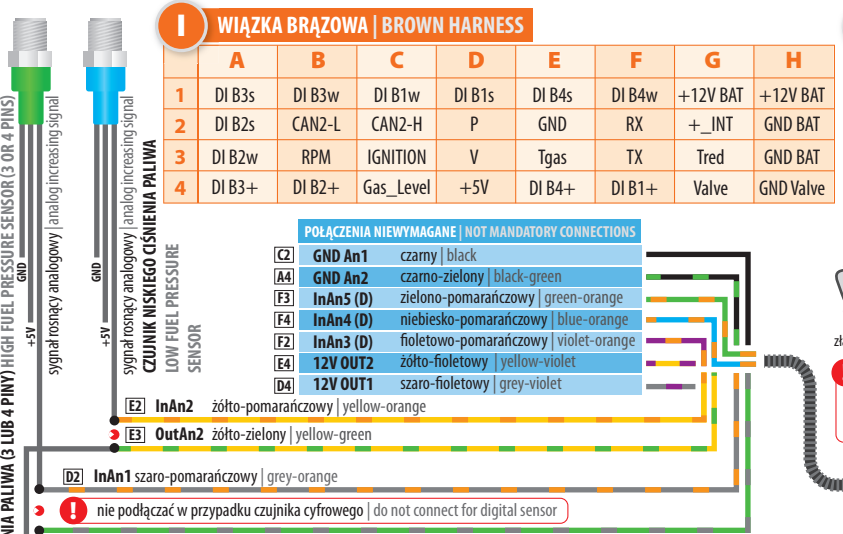 I WIĄZKA BRĄZOWA | BROWN HARNESS
A B C D E F G H
1 DI B3s DI B3w DI B1w DI B1s DI B4s DI B4w +12V BAT +12V BAT
2 DI B2s CAN2-L CAN2-H P GND RX +_INT GND BAT
3 DI B2w RPM IGNITION V Tgas TX Tred GND BAT
4 DI B3+ DI B2+ Gas_Level +5V DI B4+ DI B1+ Valve GND Valve
POŁĄCZENIA NIEWYMAGANE | NOT MANDATORY CONNECTIONS
C2 GND An1 czarny | black
A4 GND An2 czarno-zielony | black-green
F3 InAn5 (D) zielono-pomarańczowy | green-orange
F4 InAn4 (D) niebiesko-pomarańczowy | blue-orange
F2 InAn3 (D) fioletowo-pomarańczowy | violet-orange
E4 12V OUT2 żółto-fioletowy | yellow-violet
D4 12V OUT1 szaro-fioletowy | grey-violet
E2 InAn2 żółto-pomarańczowy | yellow-orange
E3 OutAn2 żółto-zielony | yellow-green
D2 InAn1 szaro-pomarańczowy | grey-orange
! nie podłączać w przypadku czujnika cyfrowego | do not connect for digital sensor
PALIWA (3 LUB 4 PINY) HIGH FUEL PRESSURE SENSOR (3 OR 4 PINS)
GND
+5V
sygnał rosnący analogowy | analog increasing signal
GND
+5V
sygnał rosnący analogowy | analog increasing signal
CZUJNIK NISKIEGO CIŚNIENIA PALIWA
LOW FUEL PRESSURE
SENSOR